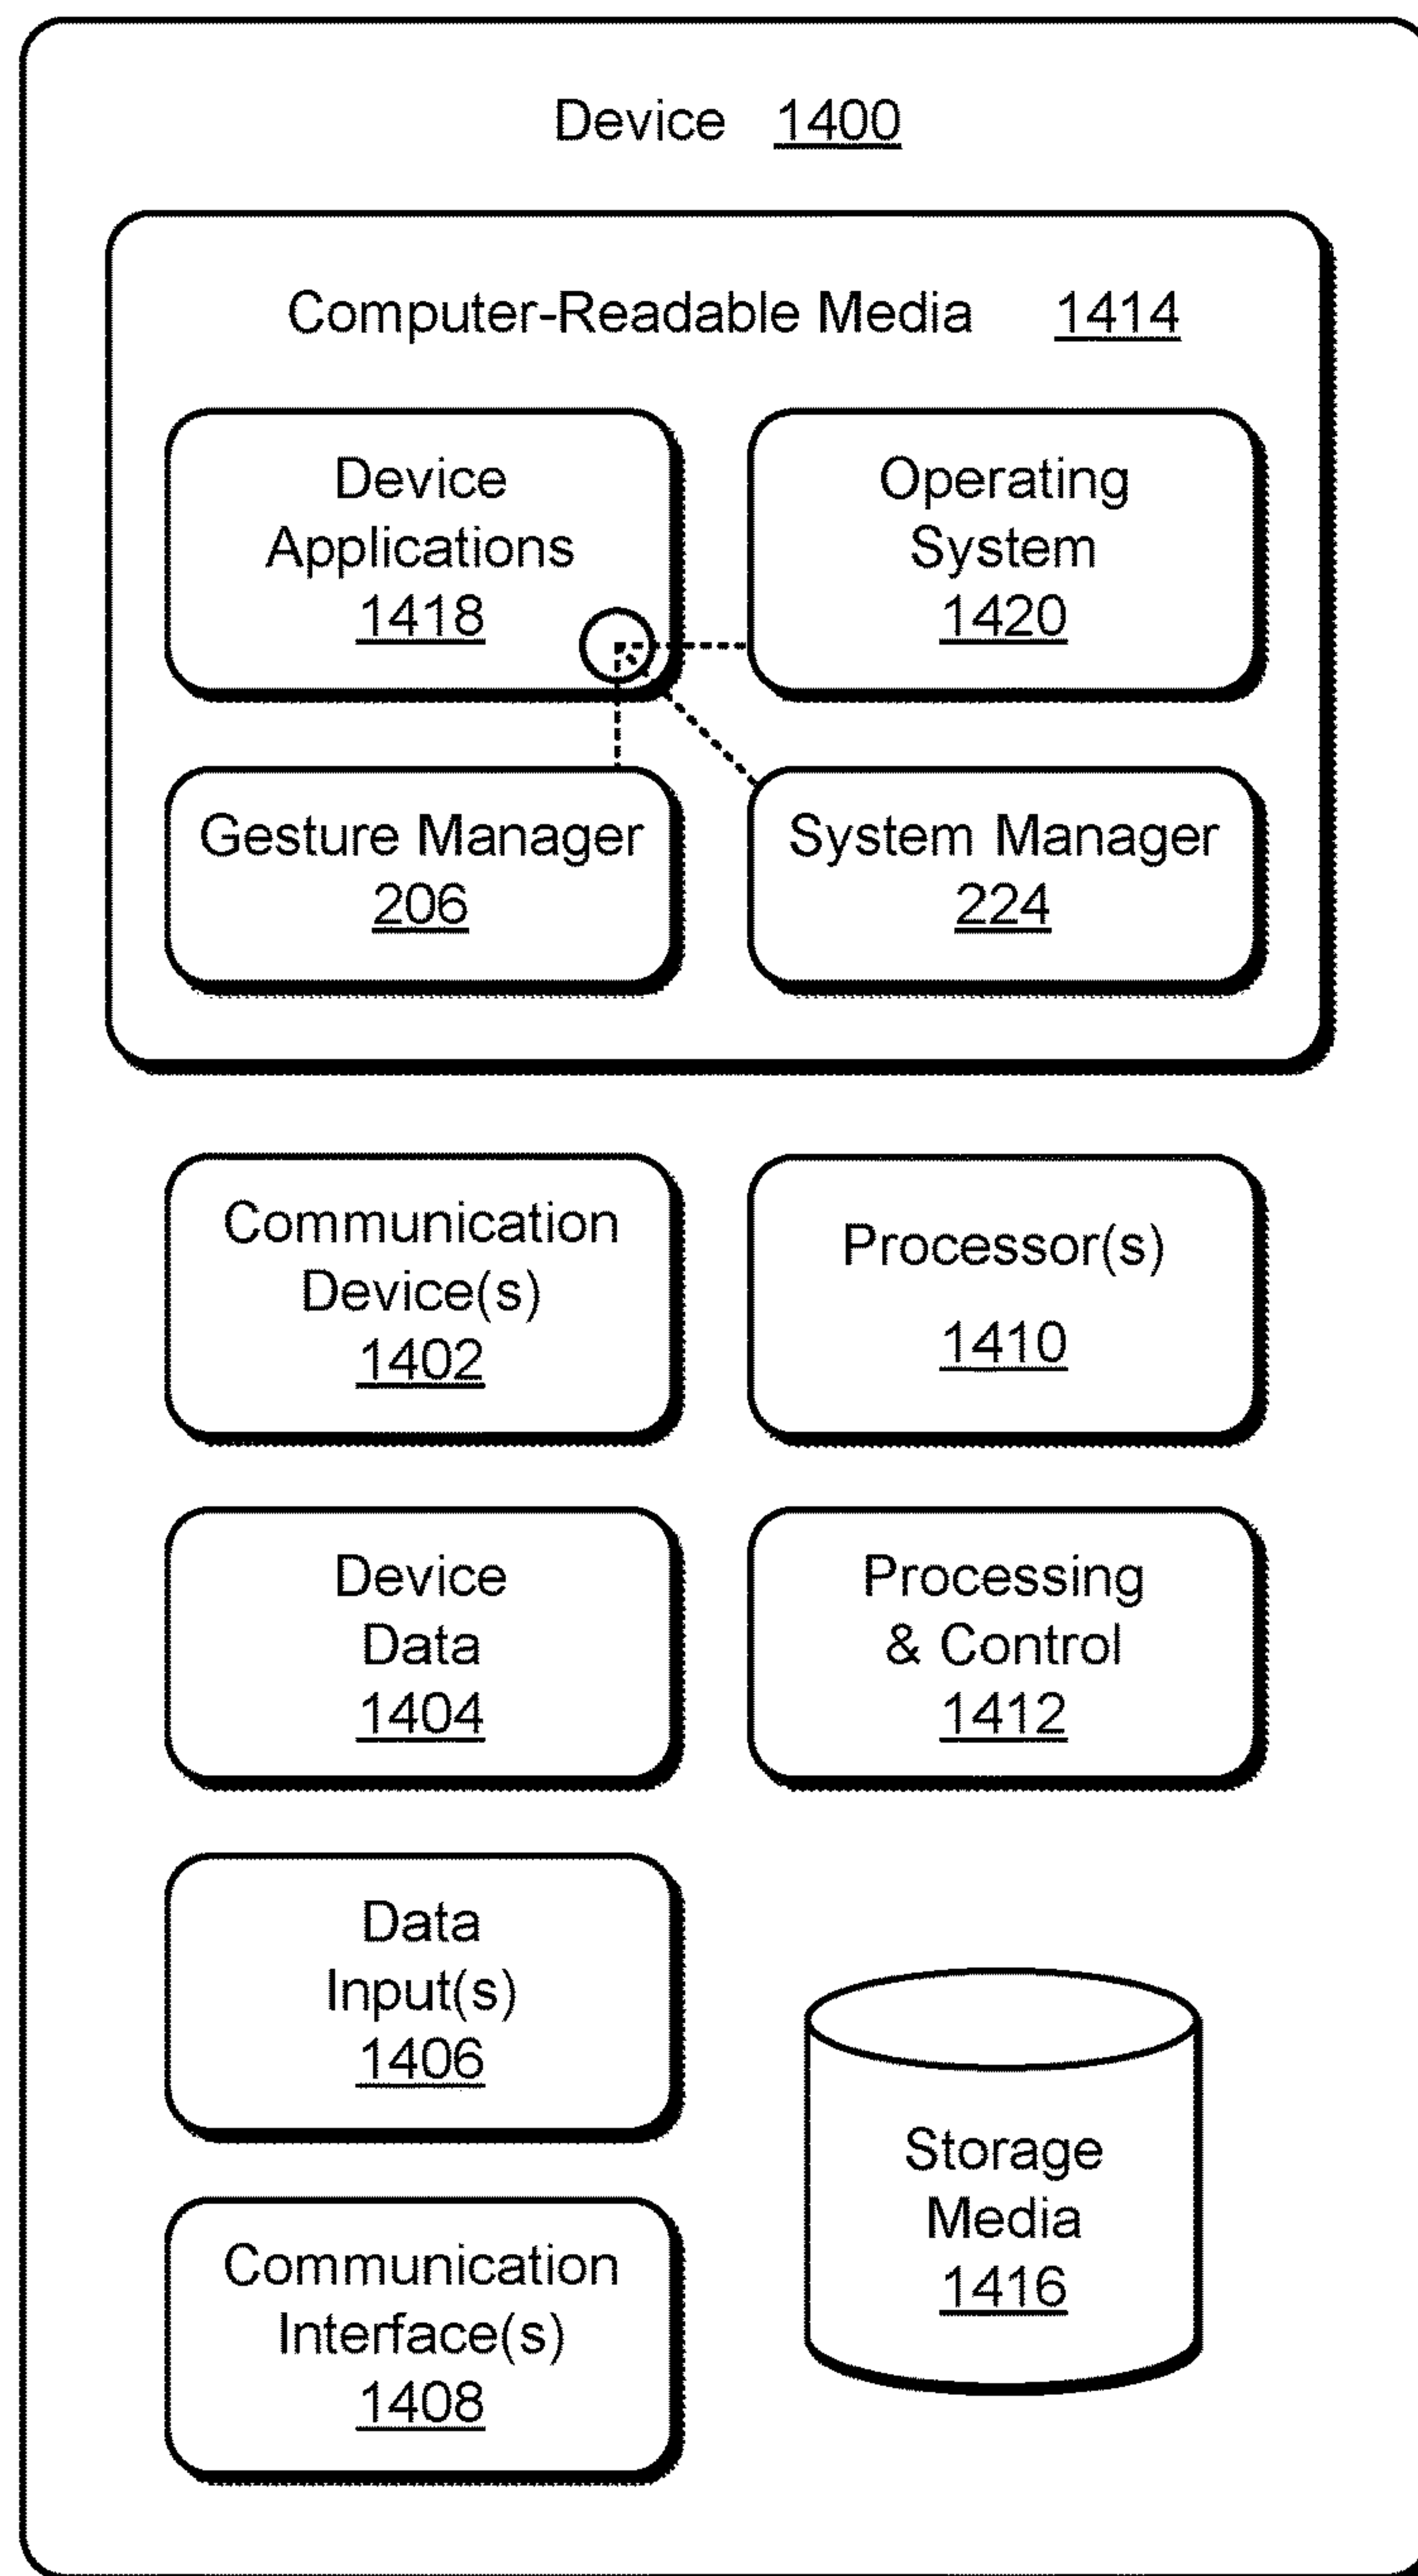 Device 1400
Computer-Readable Media 1414
Device
Applications
1418
Operating
System
1420
Gesture Manager
206
System Manager
224
Communication
Device(s)
1402
Processor(s)
1410
Device
Data
1404
Processing
& Control
1412
Data
Input(s)
1406
Storage
Media
1416
Communication
Interface(s)
1408